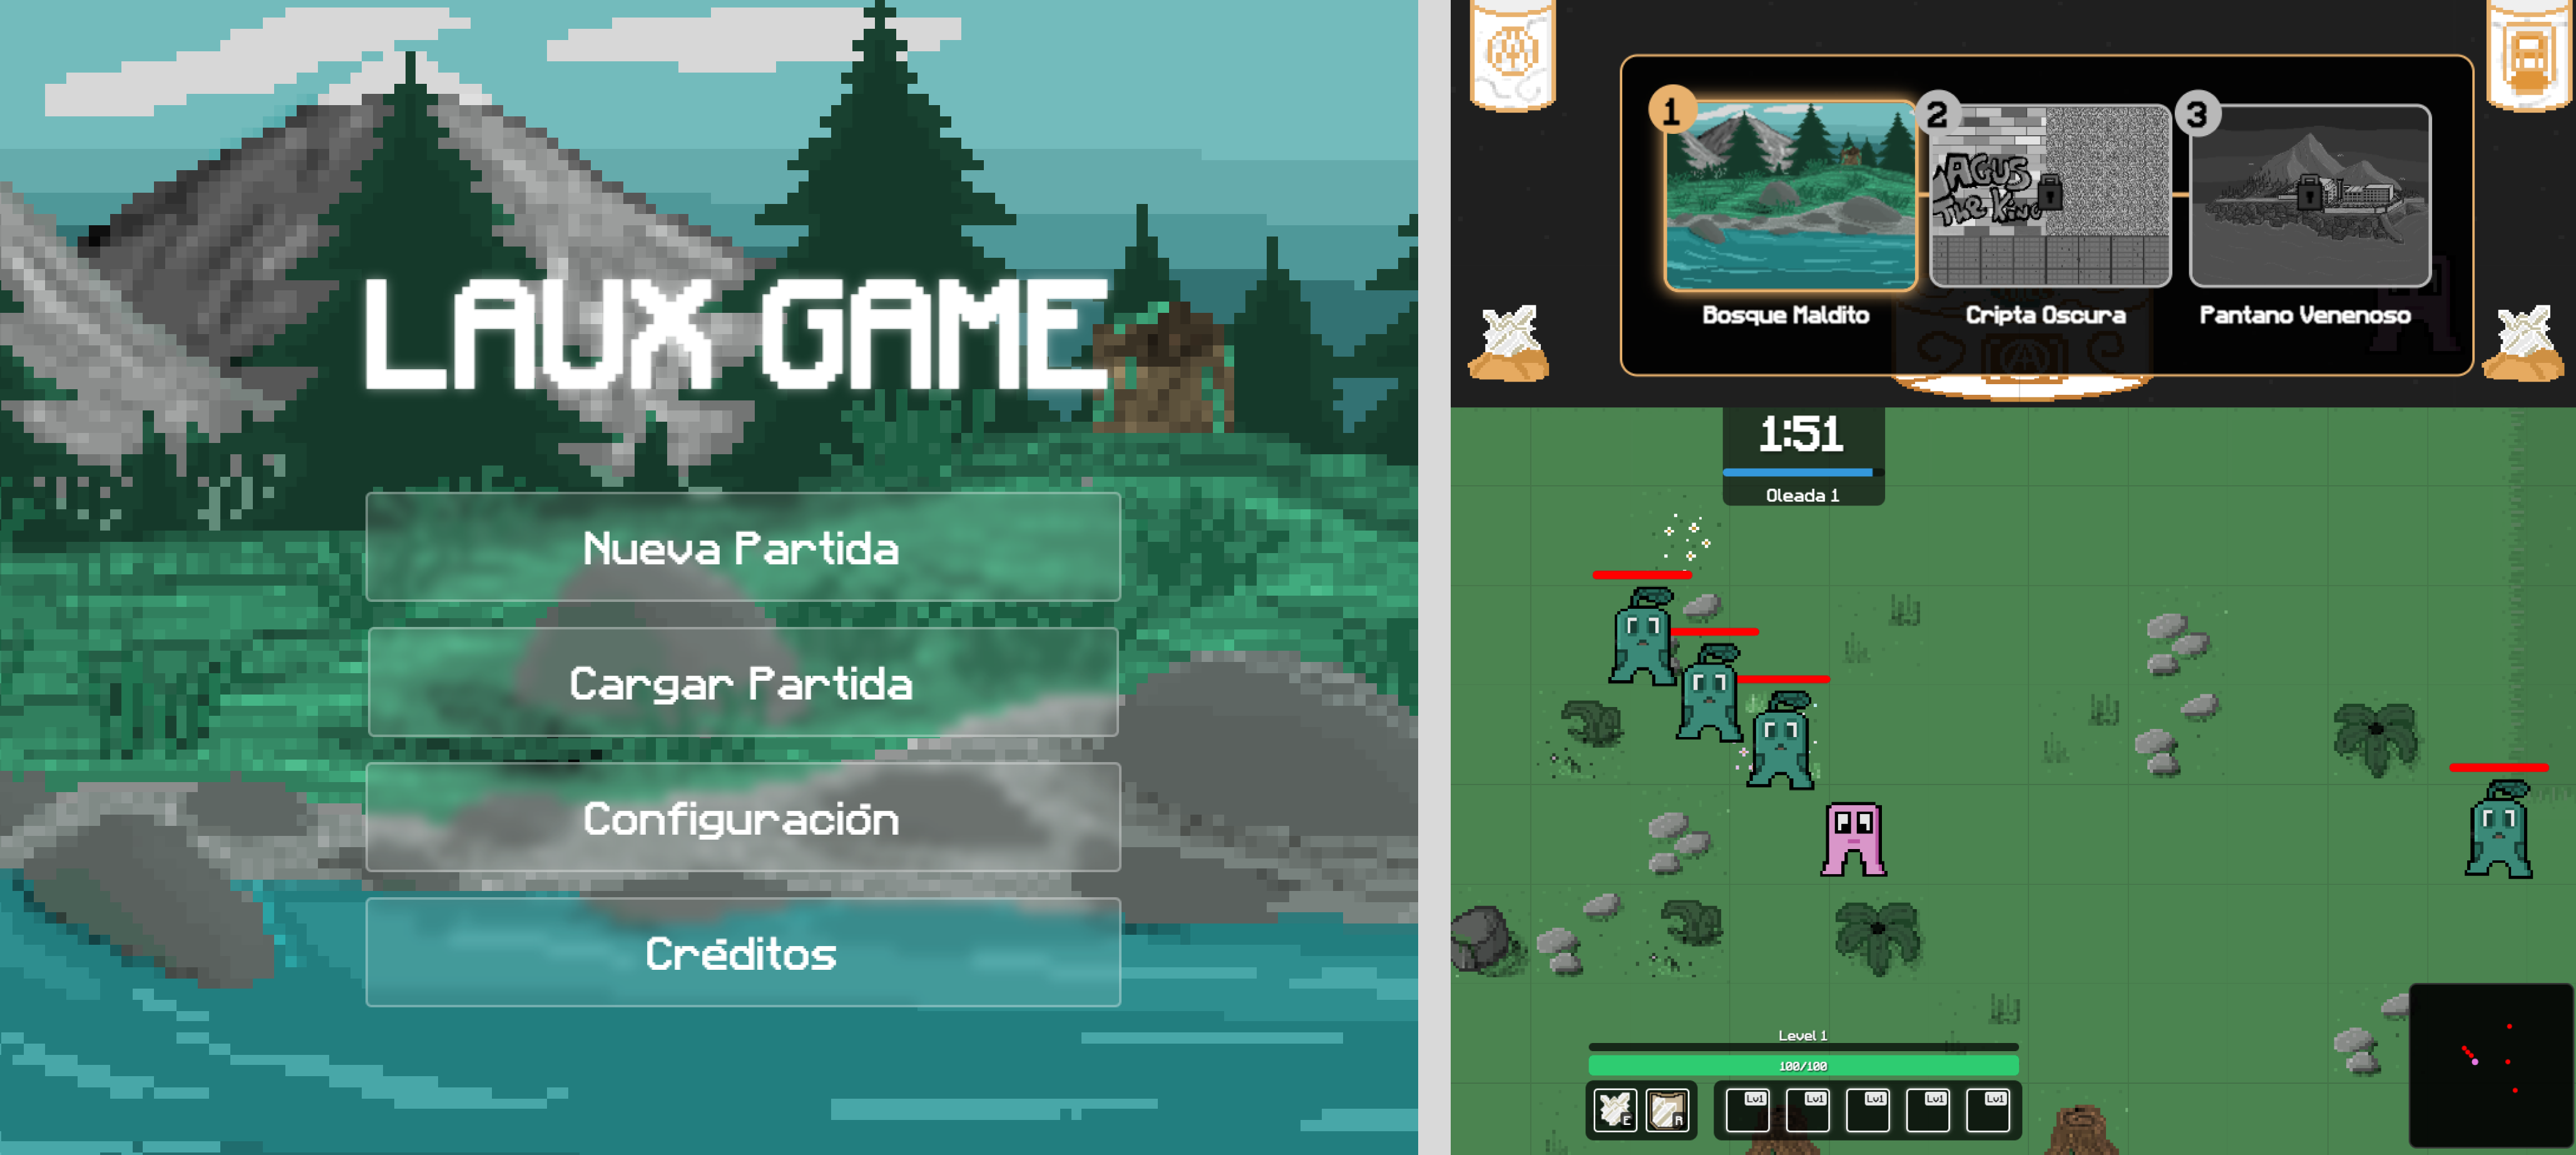 LAUX GAME
Nueva Partida
Cargar Partida
Configuración
Créditos
1
2
3
AGUS
The King
Bosque Maldito
Cripta Oscura
Pantano Venenoso
1:51
Oleada 1
Level 1
100/100
E
R
Lv1
Lv1
Lv1
Lv1
Lv1